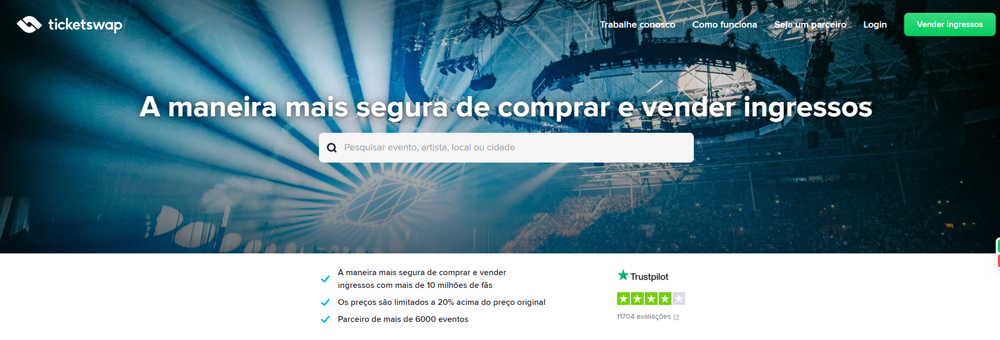 ticketswap
Trabalhe conosco
Como funciona
Seja um parceiro
Login
Vender ingressos
A maneira mais segura de comprar e vender ingressos
Pesquisar evento, artista, local ou cidade
A maneira mais segura de comprar e vender
ingressos com mais de 10 milhões de fãs
Os preços são limitados a 20% acima do preço original
Parceiro de mais de 6000 eventos
Trustpilot
11704 avaliações